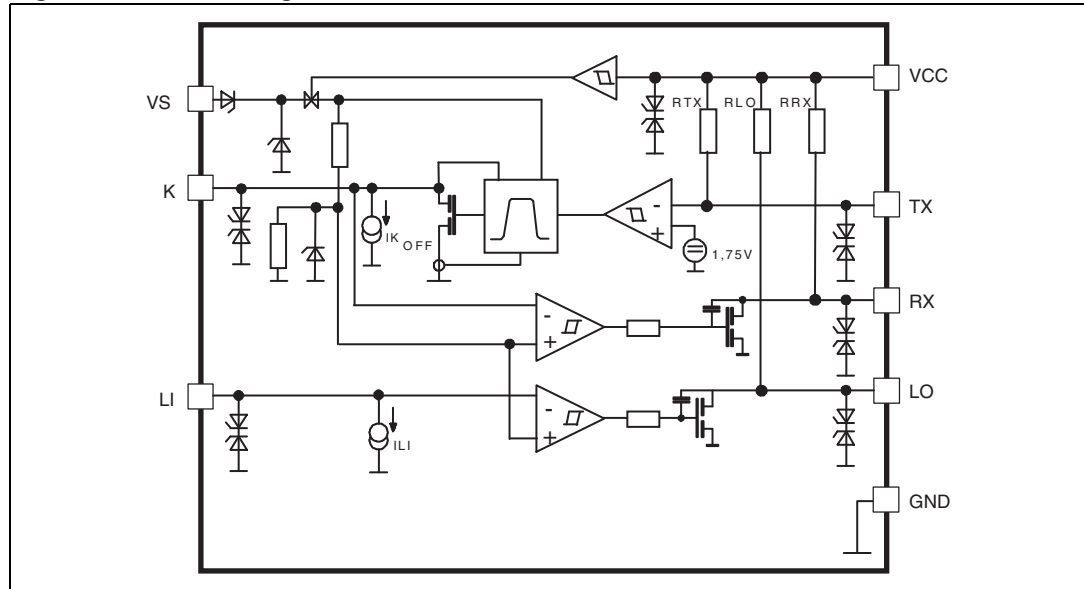 VS
VCC
RTX RLO RRX
K
TX
IK OFF
- +
1,75V
- +
RX
LI
LO
- +
ILI
GND